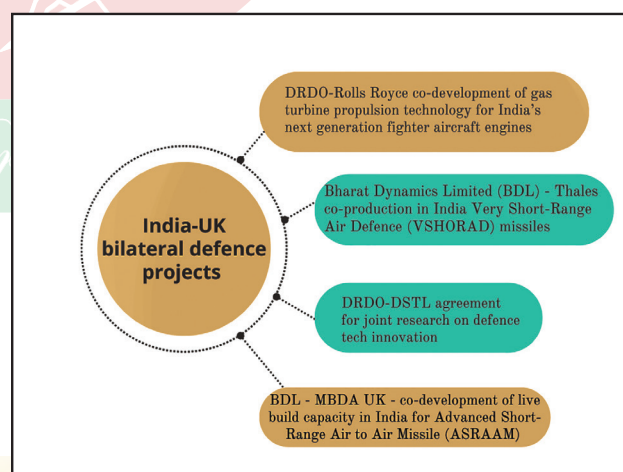 DRDO-Rolls Royce co-development of gas
turbine propulsion technology for India's
next generation fighter aircraft engines
India-UK
bilateral defence
projects
Bharat Dynamics Limited (BDL) - Thales
co-production in India Very Short-Range
Air Defence (VSHORAD) missiles
DRDO-DSTL agreement
for joint research on defence
tech innovation
BDL - MBDA UK - co-development of live
build capacity in India for Advanced Short-
Range Air to Air Missile (ASRAAM)